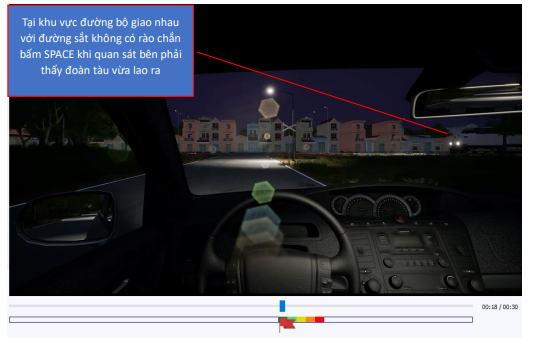 Tại khu vực đường bộ giao nhau
với đường sắt không có rào chắn
bấm SPACE khi quan sát bên phải
thấy đoàn tàu vừa lao ra
00:18 / 00:30